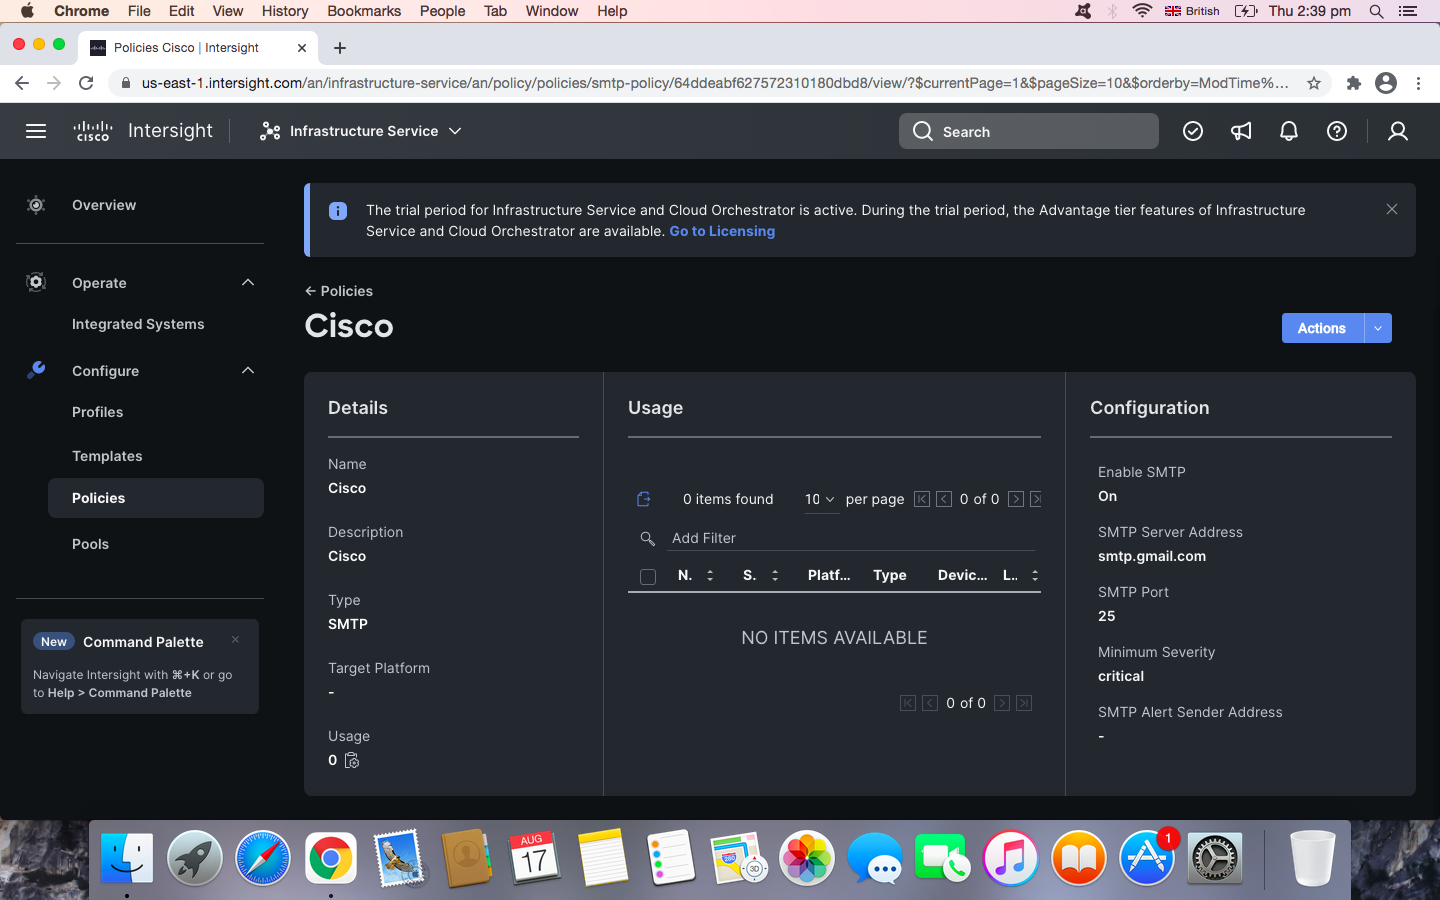 Chrome File Edit View History Bookmarks People Tab Window Help British Thu 2:39 pm
Policies Cisco | Intersight
us-east-1.intersight.com/an/infrastructure-service/an/policy/policies/smtp-policy/64ddeabf627572310180dbd8/view/?$currentPage=1&$pageSize=10&$orderby=ModTime%...
cisco Intersight Infrastructure Service Search
Overview
Operate
Integrated Systems
Configure
Profiles
Templates
Policies
Pools
New Command Palette
Navigate Intersight with ⌘+K or go
to Help > Command Palette
The trial period for Infrastructure Service and Cloud Orchestrator is active. During the trial period, the Advantage tier features of Infrastructure
Service and Cloud Orchestrator are available. Go to Licensing
Policies
Cisco
Actions
Details
Name
Cisco
Description
Cisco
Type
SMTP
Target Platform
-
Usage
0
Usage
0 items found 10 per page 0 of 0
Add Filter
N. S. Platf... Type Devic... L..
NO ITEMS AVAILABLE
0 of 0
Configuration
Enable SMTP
On
SMTP Server Address
smtp.gmail.com
SMTP Port
25
Minimum Severity
critical
SMTP Alert Sender Address
-
AUG
17
280
3D
1